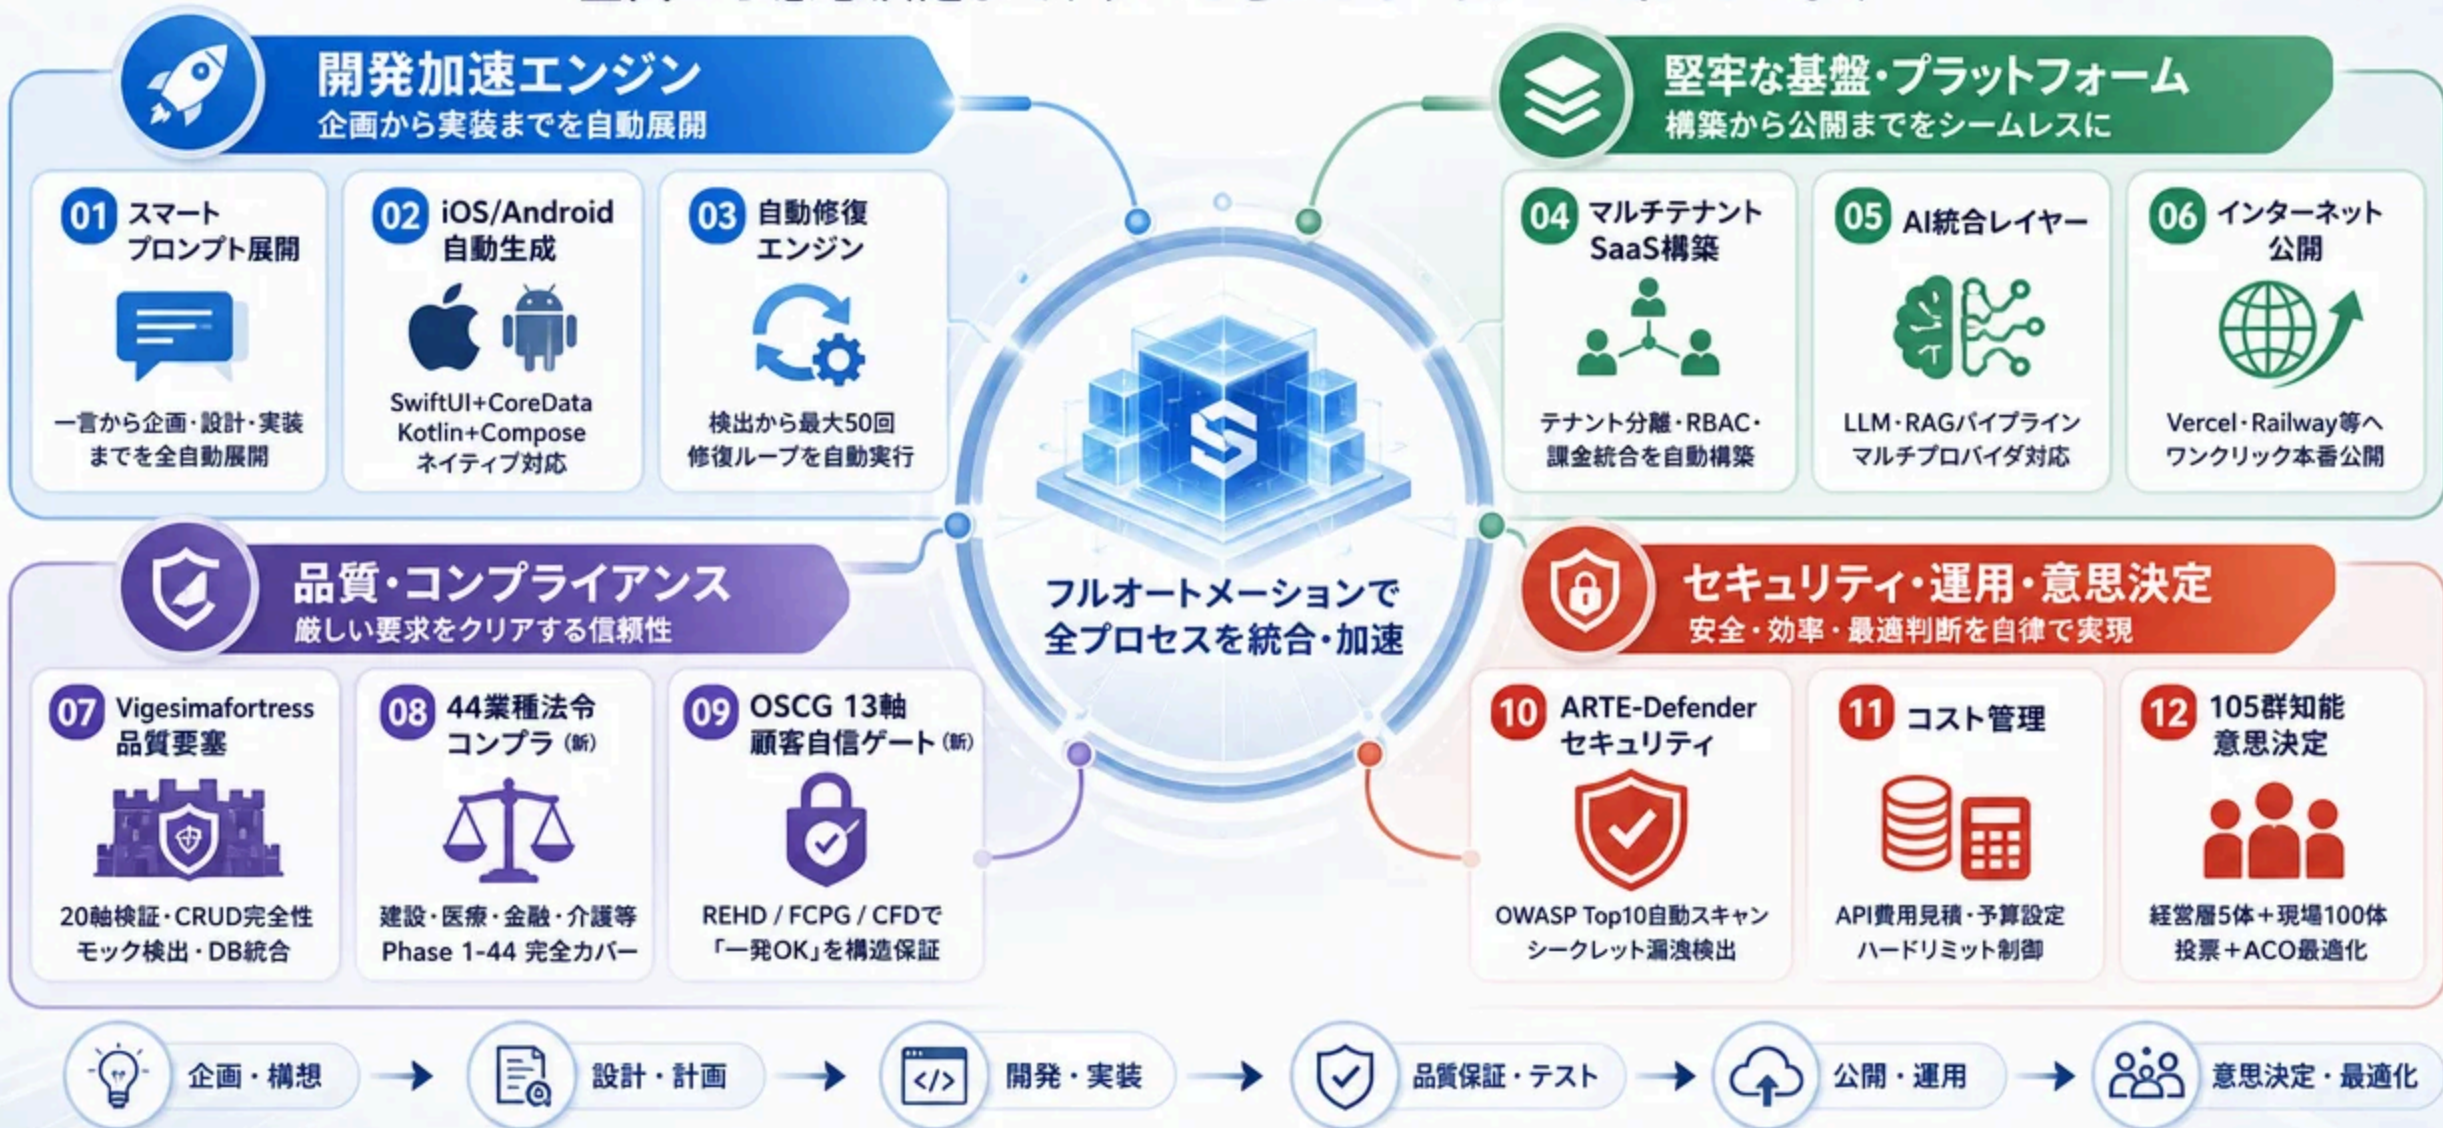 開発加速エンジン
企画から実装までを自動展開
01 スマート
プロンプト展開
一言から企画・設計・実装
までを全自動展開
02 iOS/Android
自動生成
SwiftUI+CoreData
Kotlin+Compose
ネイティブ対応
03 自動修復
エンジン
検出から最大50回
修復ループを自動実行
堅牢な基盤・プラットフォーム
構築から公開までをシームレスに
04 マルチテナント
SaaS構築
テナント分離・RBAC・
課金統合を自動構築
05 AI統合レイヤー
LLM・RAGパイプライン
マルチプロバイダ対応
06 インターネット
公開
Vercel・Railway等へ
ワンクリック本番公開
S
フルオートメーションで
全プロセスを統合・加速
品質・コンプライアンス
厳しい要求をクリアする信頼性
07 Vigesimafortress
品質要塞
20軸検証・CRUD完全性
モック検出・DB統合
08 44業種法令
コンプラ(新)
建設・医療・金融・介護等
Phase 1-44 完全カバー
09 OSCG 13軸
顧客自信ゲート(新)
REHD / FCPG / CFDで
「一発OK」を構造保証
セキュリティ・運用・意思決定
安全・効率・最適判断を自律で実現
10 ARTE-Defender
セキュリティ
OWASP Top10自動スキャン
シークレット漏洩検出
11 コスト管理
API費用見積・予算設定
ハードリミット制御
12 105群知能
意思決定
経営層5体+現場100体
投票+ACO最適化
企画・構想
設計・計画
</>
開発・実装
品質保証・テスト
公開・運用
意思決定・最適化